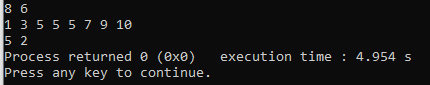 8 6
1 3 5 5 5 7 9 10
5 2
Process returned 0 (0x0)   execution time : 4.954 s
Press any key to continue.